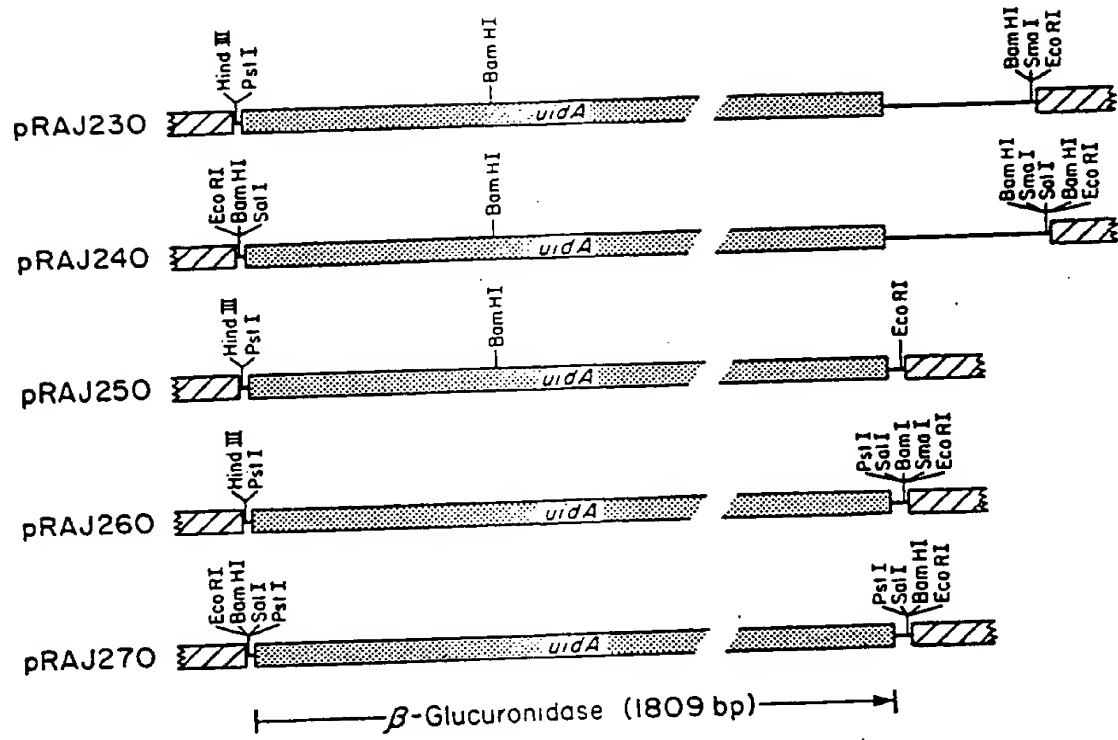 Hind III
Pst I
Bam HI
Bam HI
Sma I
Eco RI
pRAJ230
uidA
Eco RI
Bam HI
Sal I
Bam HI
Bam HI
Sma I
Sal I
Bam HI
Eco RI
pRAJ240
uidA
Hind III
Pst I
Bam HI
Eco RI
pRAJ250
uidA
Hind III
Pst I
Pst I
Sal I
Bam I
Sma I
Eco RI
pRAJ260
uidA
Eco RI
Bam HI
Sal I
Pst I
Pst I
Sal I
Bam HI
Eco RI
pRAJ270
uidA
β-Glucuronidase (1809 bp)